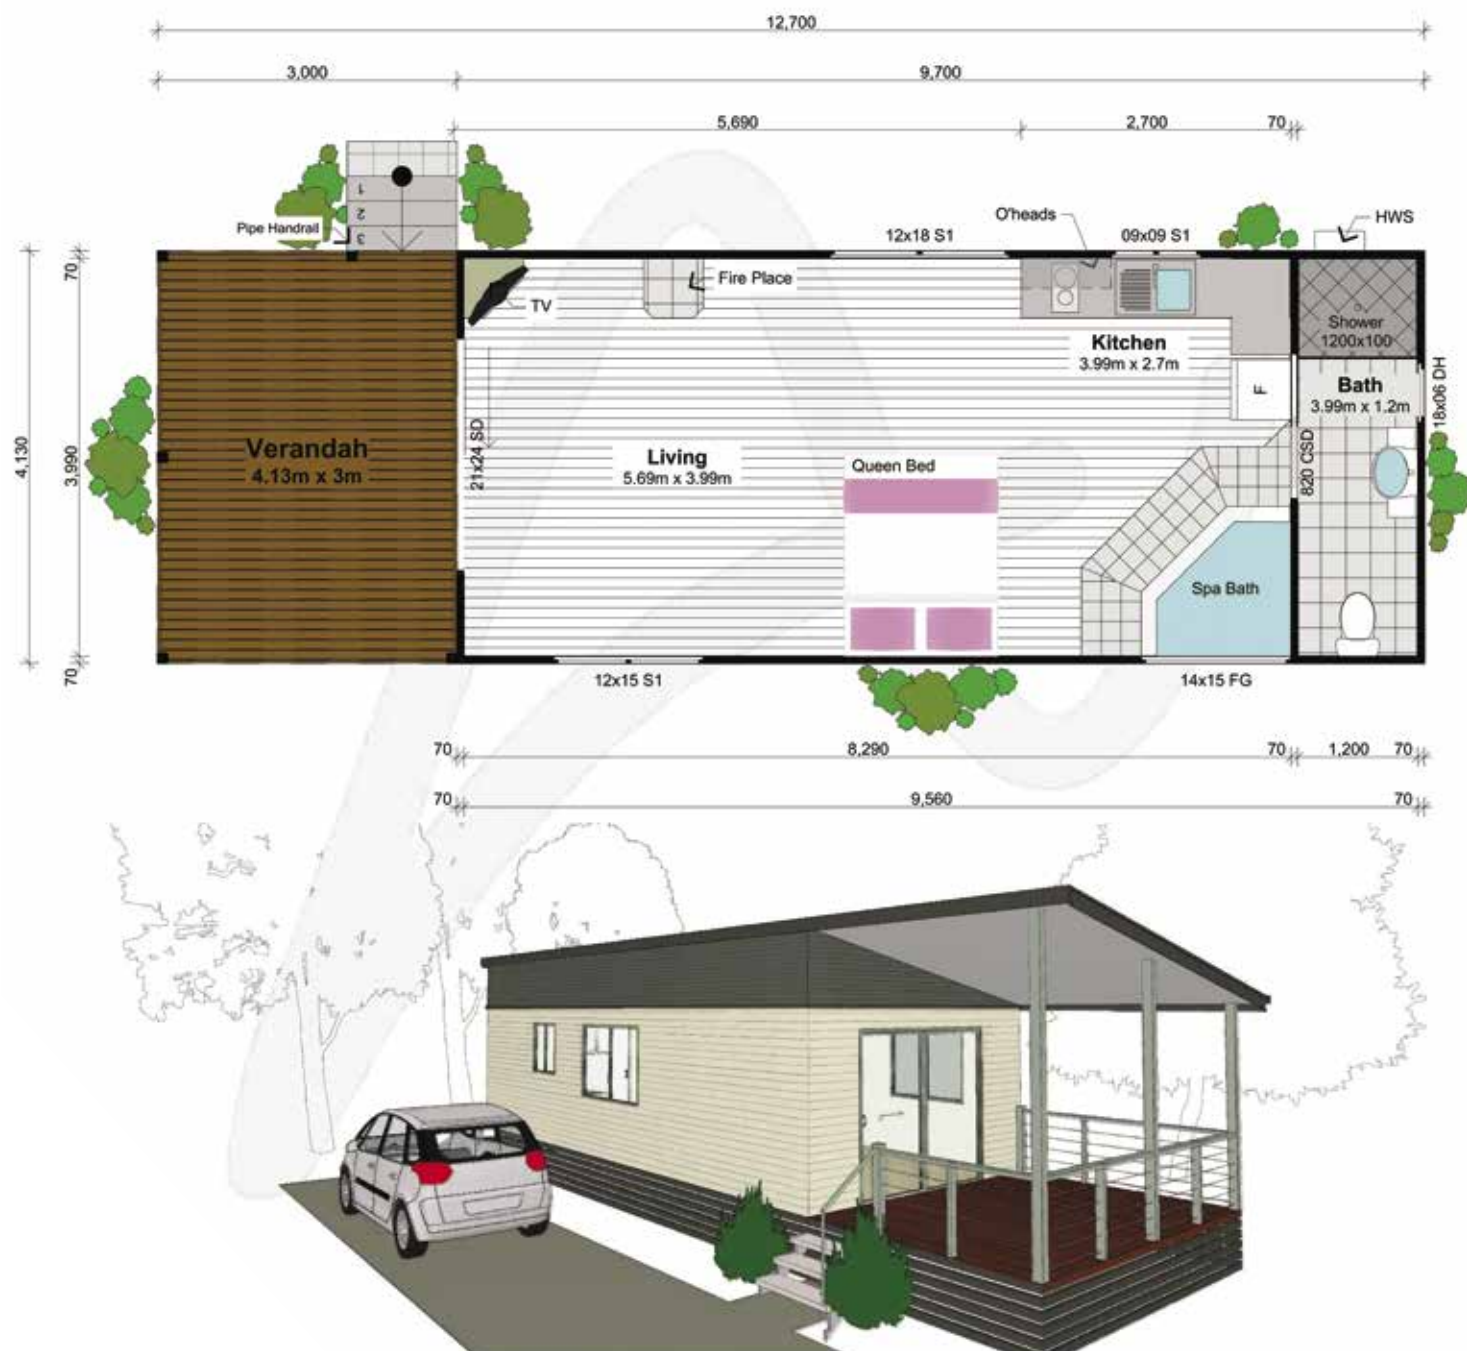 12,700
3,000
9,700
5,690
2,700
70
1
2
3
Pipe Handrail
O'heads
HWS
12x18 S1
09x09 S1
70
TV
Fire Place
Shower
1200x100
Kitchen
3.99m x 2.7m
Bath
3.99m x 1.2m
18x06 DH
F
4,130
3,990
Verandah
4.13m x 3m
21x24 SD
Living
5.69m x 3.99m
Queen Bed
820 CSD
Spa Bath
70
12x15 S1
14x15 FG
70
8,290
70
1,200
70
70
9,560
70